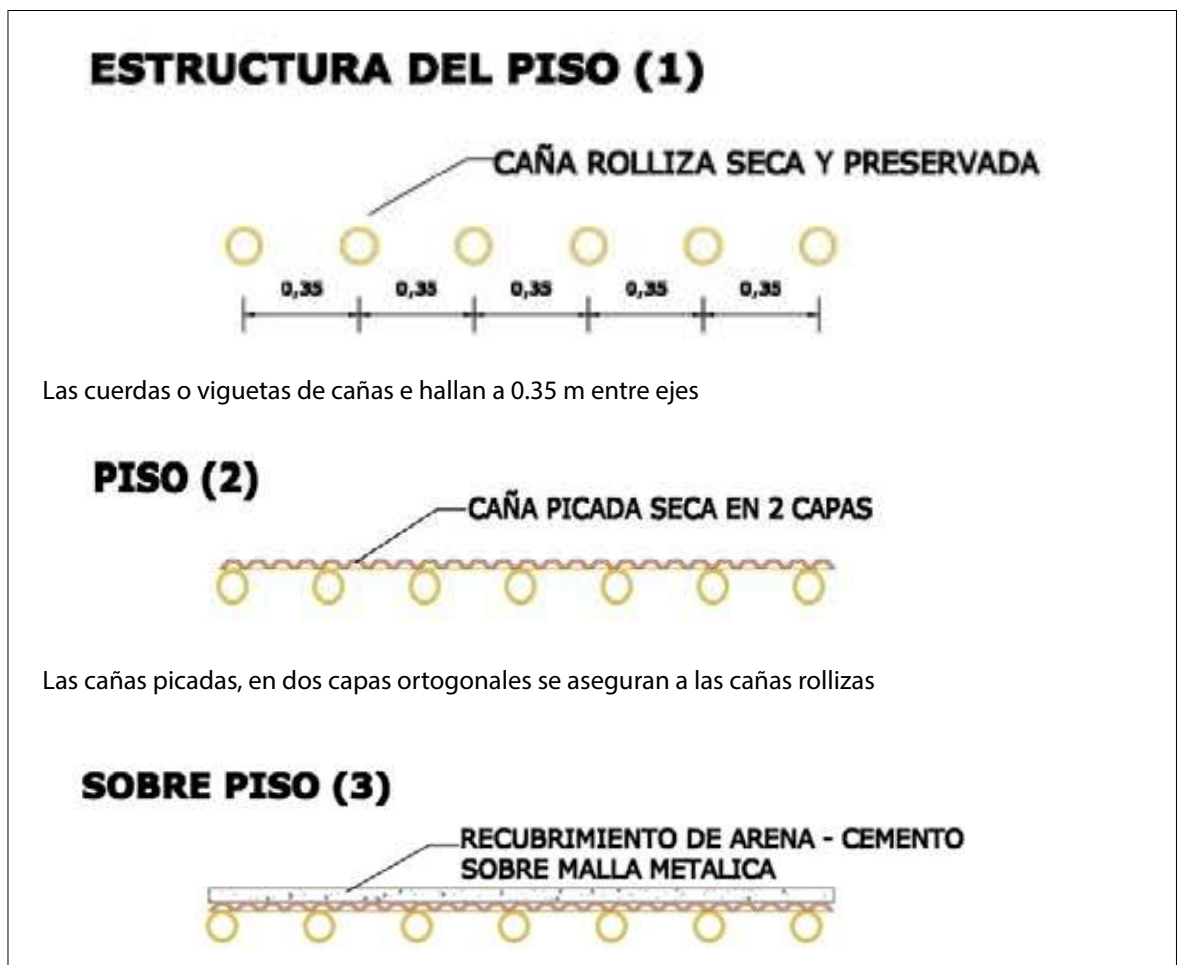 ESTRUCTURA DEL PISO (1)
CAÑA ROLLIZA SECA Y PRESERVADA
0,35 0,35 0,35 0,35 0,35
Las cuerdas o viguetas de cañas e hallan a 0.35 m entre ejes
PISO (2)
CAÑA PICADA SECA EN 2 CAPAS
Las cañas picadas, en dos capas ortogonales se aseguran a las cañas rollizas
SOBRE PISO (3)
RECUBRIMIENTO DE ARENA - CEMENTO
SOBRE MALLA METALICA